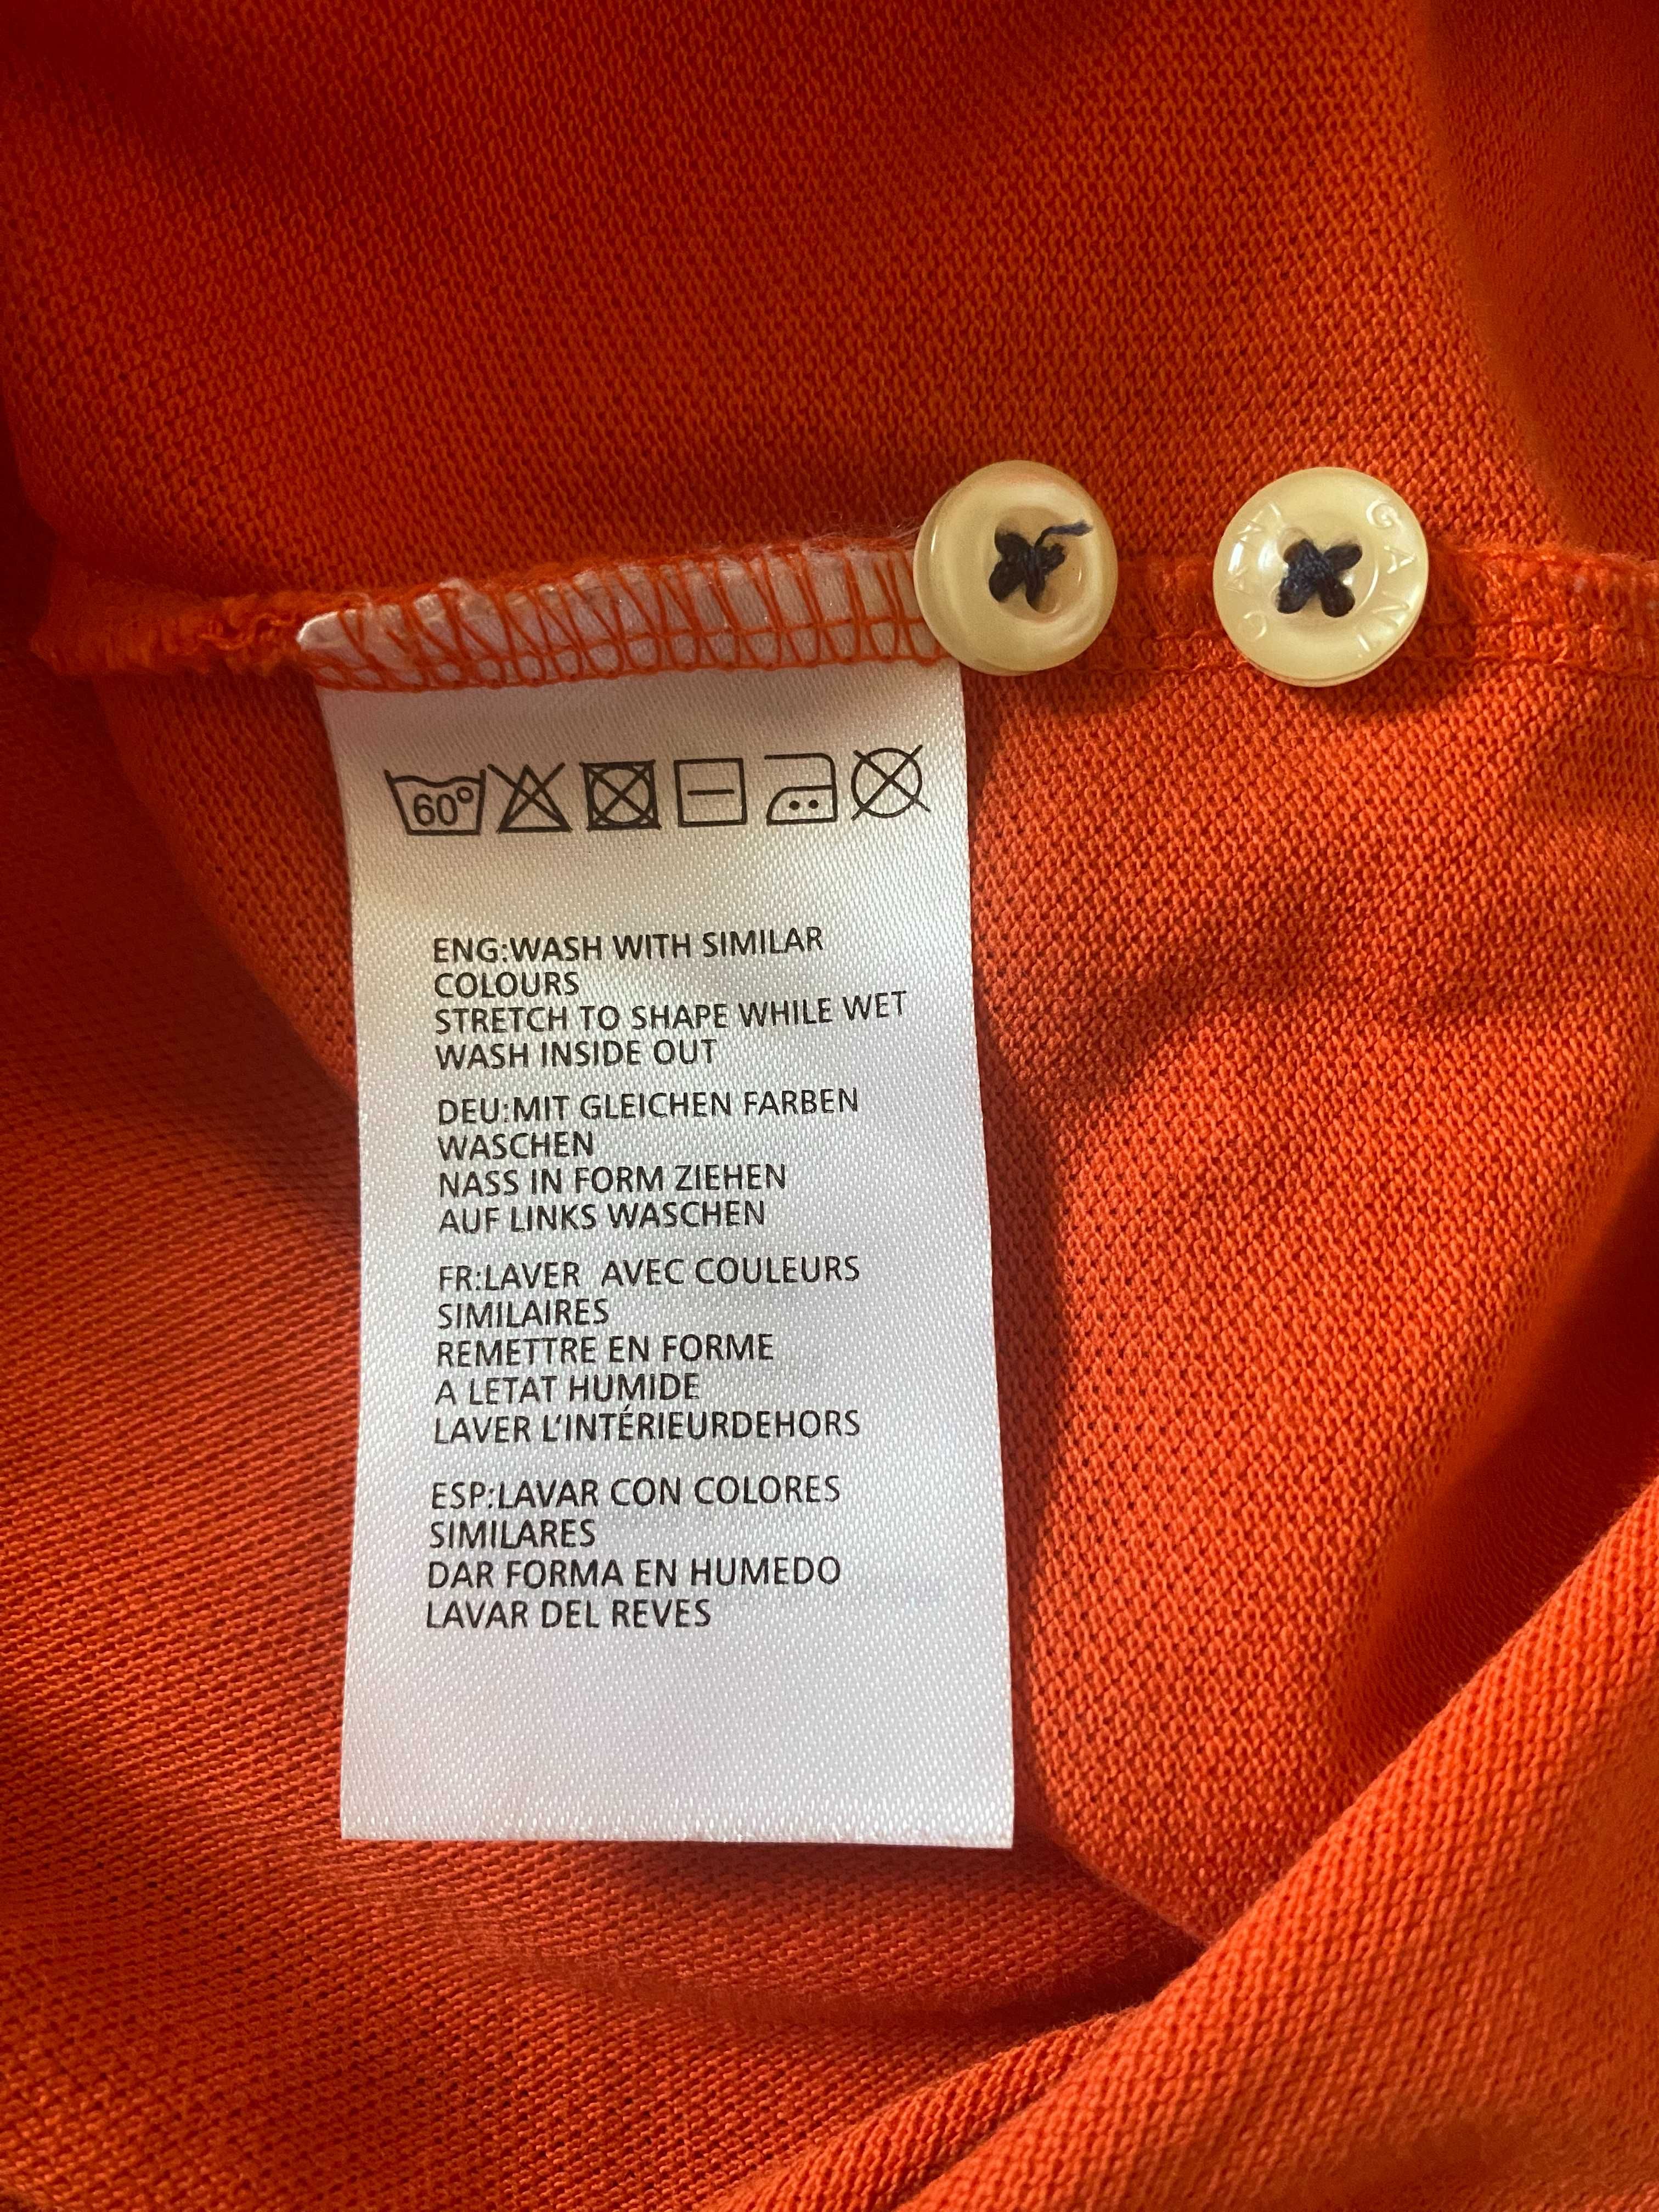 GANT
60°
ENG:WASH WITH SIMILAR
COLOURS
STRETCH TO SHAPE WHILE WET
WASH INSIDE OUT
DEU:MIT GLEICHEN FARBEN
WASCHEN
NASS IN FORM ZIEHEN
AUF LINKS WASCHEN
FR:LAVER AVEC COULEURS
SIMILAIRES
REMETTRE EN FORME
A LETAT HUMIDE
LAVER L'INTÉRIEURDEHORS
ESP:LAVAR CON COLORES
SIMILARES
DAR FORMA EN HUMEDO
LAVAR DEL REVES